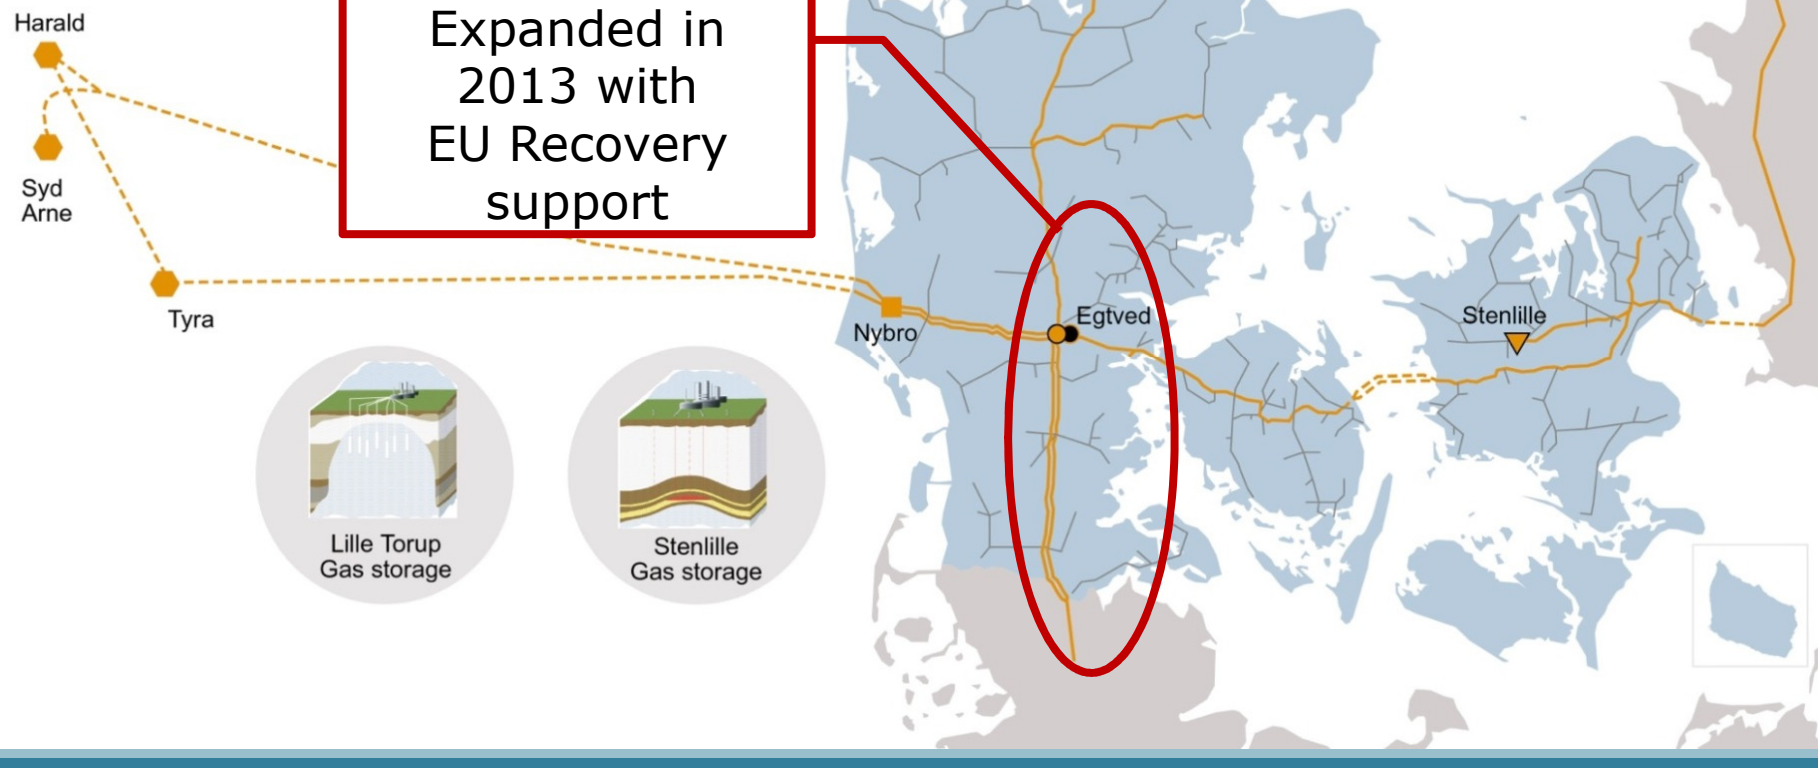 Harald
Expanded in
2013 with
EU Recovery
support
Syd
Arne
Tyra
Nybro
Egtved
Stenlille
Lille Torup
Gas storage
Stenlille
Gas storage